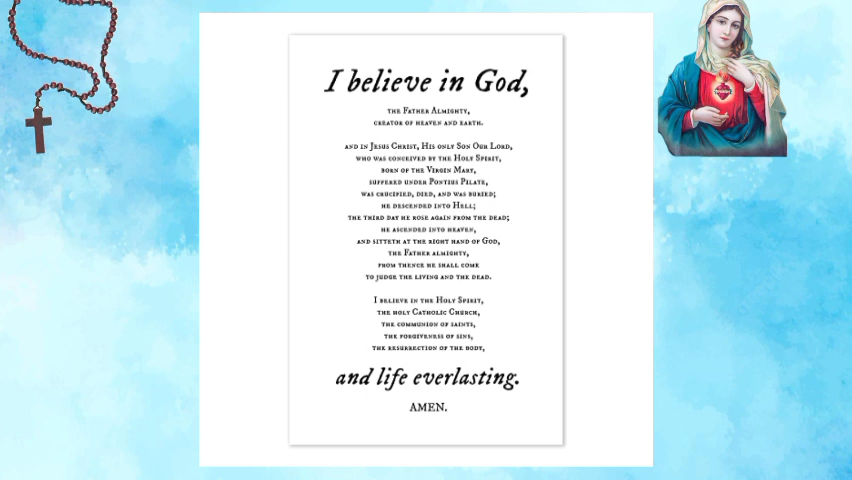 I believe in God,
the Father Almighty,
creator of heaven and earth.
and in Jesus Christ, His only Son Our Lord,
who was conceived by the Holy Spirit,
born of the Virgin Mary,
suffered under Pontius Pilate,
was crucified, died, and was buried;
he descended into Hell;
the third day he rose again from the dead;
he ascended into heaven,
and sitteth at the right hand of God,
the Father almighty,
from thence he shall come
to judge the living and the dead.
I believe in the Holy Spirit,
the holy Catholic Church,
the communion of saints,
the forgiveness of sins,
the resurrection of the body,
and life everlasting.
AMEN.